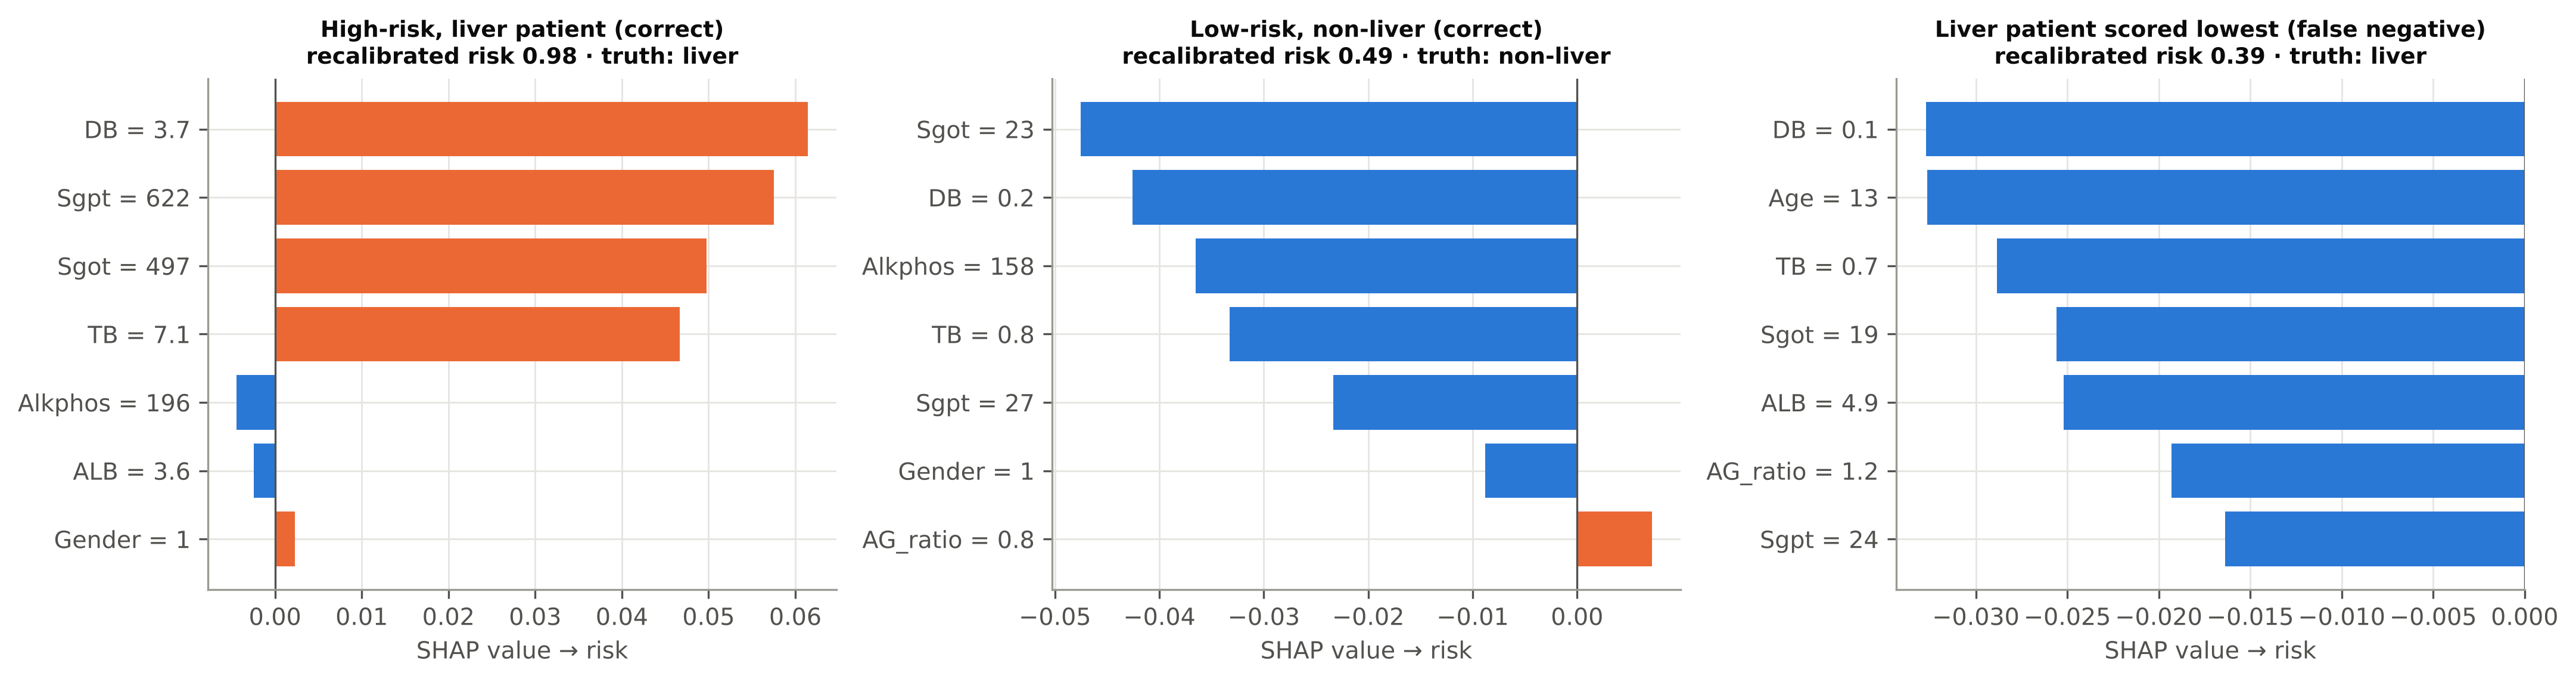 High-risk, liver patient (correct)
recalibrated risk 0.98 · truth: liver
DB = 3.7
Sgpt = 622
Sgot = 497
TB = 7.1
Alkphos = 196
ALB = 3.6
Gender = 1
0.00 0.01 0.02 0.03 0.04 0.05 0.06
SHAP value → risk
Low-risk, non-liver (correct)
recalibrated risk 0.49 · truth: non-liver
Sgot = 23
DB = 0.2
Alkphos = 158
TB = 0.8
Sgpt = 27
Gender = 1
AG_ratio = 0.8
−0.05 −0.04 −0.03 −0.02 −0.01 0.00
SHAP value → risk
Liver patient scored lowest (false negative)
recalibrated risk 0.39 · truth: liver
DB = 0.1
Age = 13
TB = 0.7
Sgot = 19
ALB = 4.9
AG_ratio = 1.2
Sgpt = 24
−0.030 −0.025 −0.020 −0.015 −0.010 −0.005 0.000
SHAP value → risk